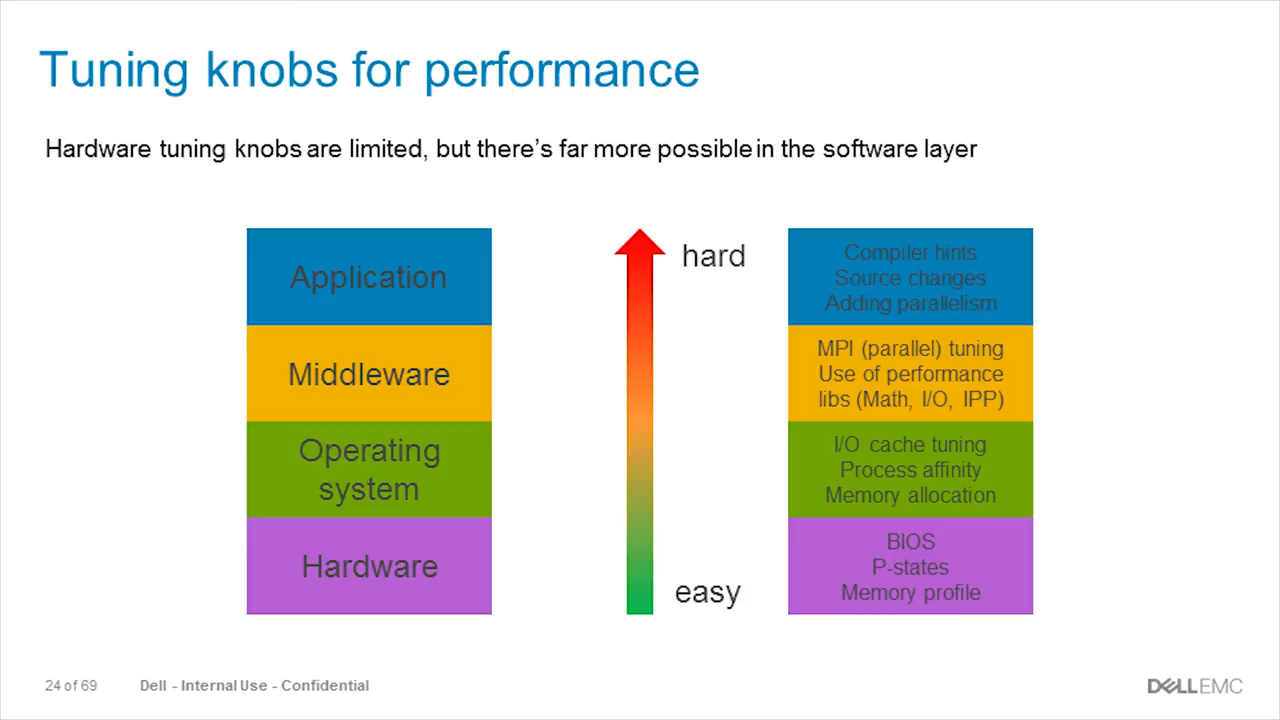 Tuning knobs for performance
Hardware tuning knobs are limited, but there's far more possible in the software layer
Application
Middleware
Operating
system
Hardware
hard
easy
Compiler hints
Source changes
Adding parallelism
MPI (parallel) tuning
Use of performance
libs (Math, I/O, IPP)
I/O cache tuning
Process affinity
Memory allocation
BIOS
P-states
Memory profile
24 of 69
Dell - Internal Use - Confidential
DELLEMC